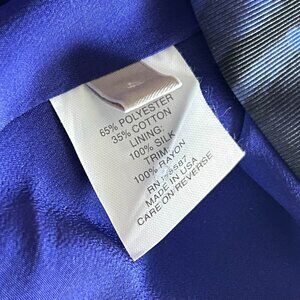 65% POLYESTER
35% COTTON
LINING:
100% SILK
TRIM:
100% RAYON
RN
MADE IN USA
CARE ON REVERSE